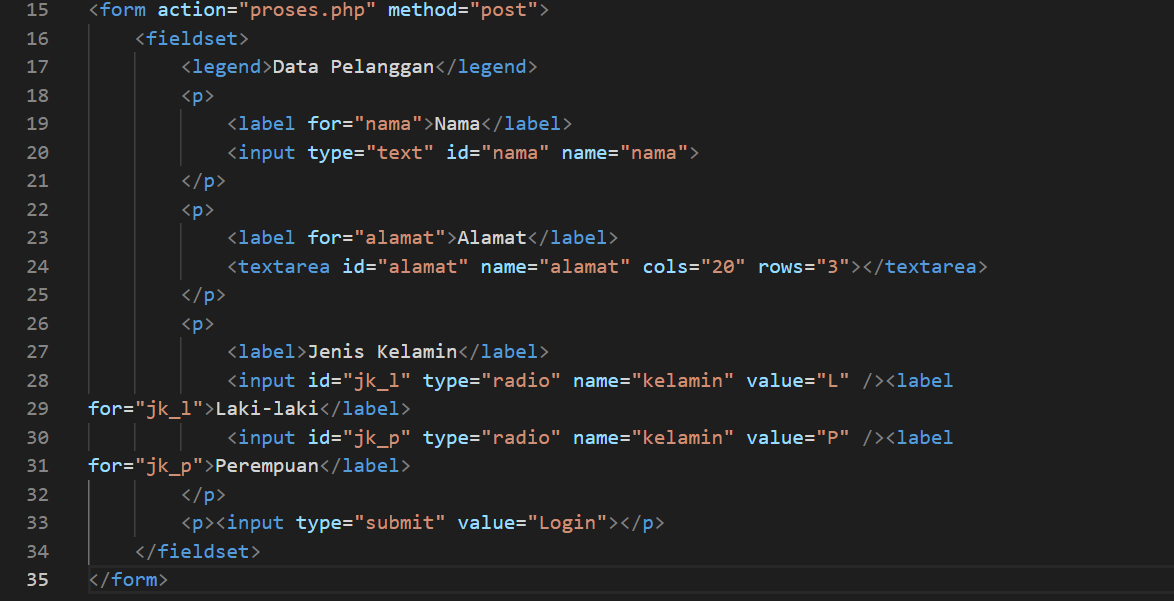 15 <form action="proses.php" method="post">
16 <fieldset>
17 <legend>Data Pelanggan</legend>
18 <p>
19 <label for="nama">Nama</label>
20 <input type="text" id="nama" name="nama">
21 </p>
22 <p>
23 <label for="alamat">Alamat</label>
24 <textarea id="alamat" name="alamat" cols="20" rows="3"></textarea>
25 </p>
26 <p>
27 <label>Jenis Kelamin</label>
28 <input id="jk_l" type="radio" name="kelamin" value="L" /><label
29 for="jk_l">Laki-laki</label>
30 <input id="jk_p" type="radio" name="kelamin" value="P" /><label
31 for="jk_p">Perempuan</label>
32 </p>
33 <p><input type="submit" value="Login"></p>
34 </fieldset>
35 </form>